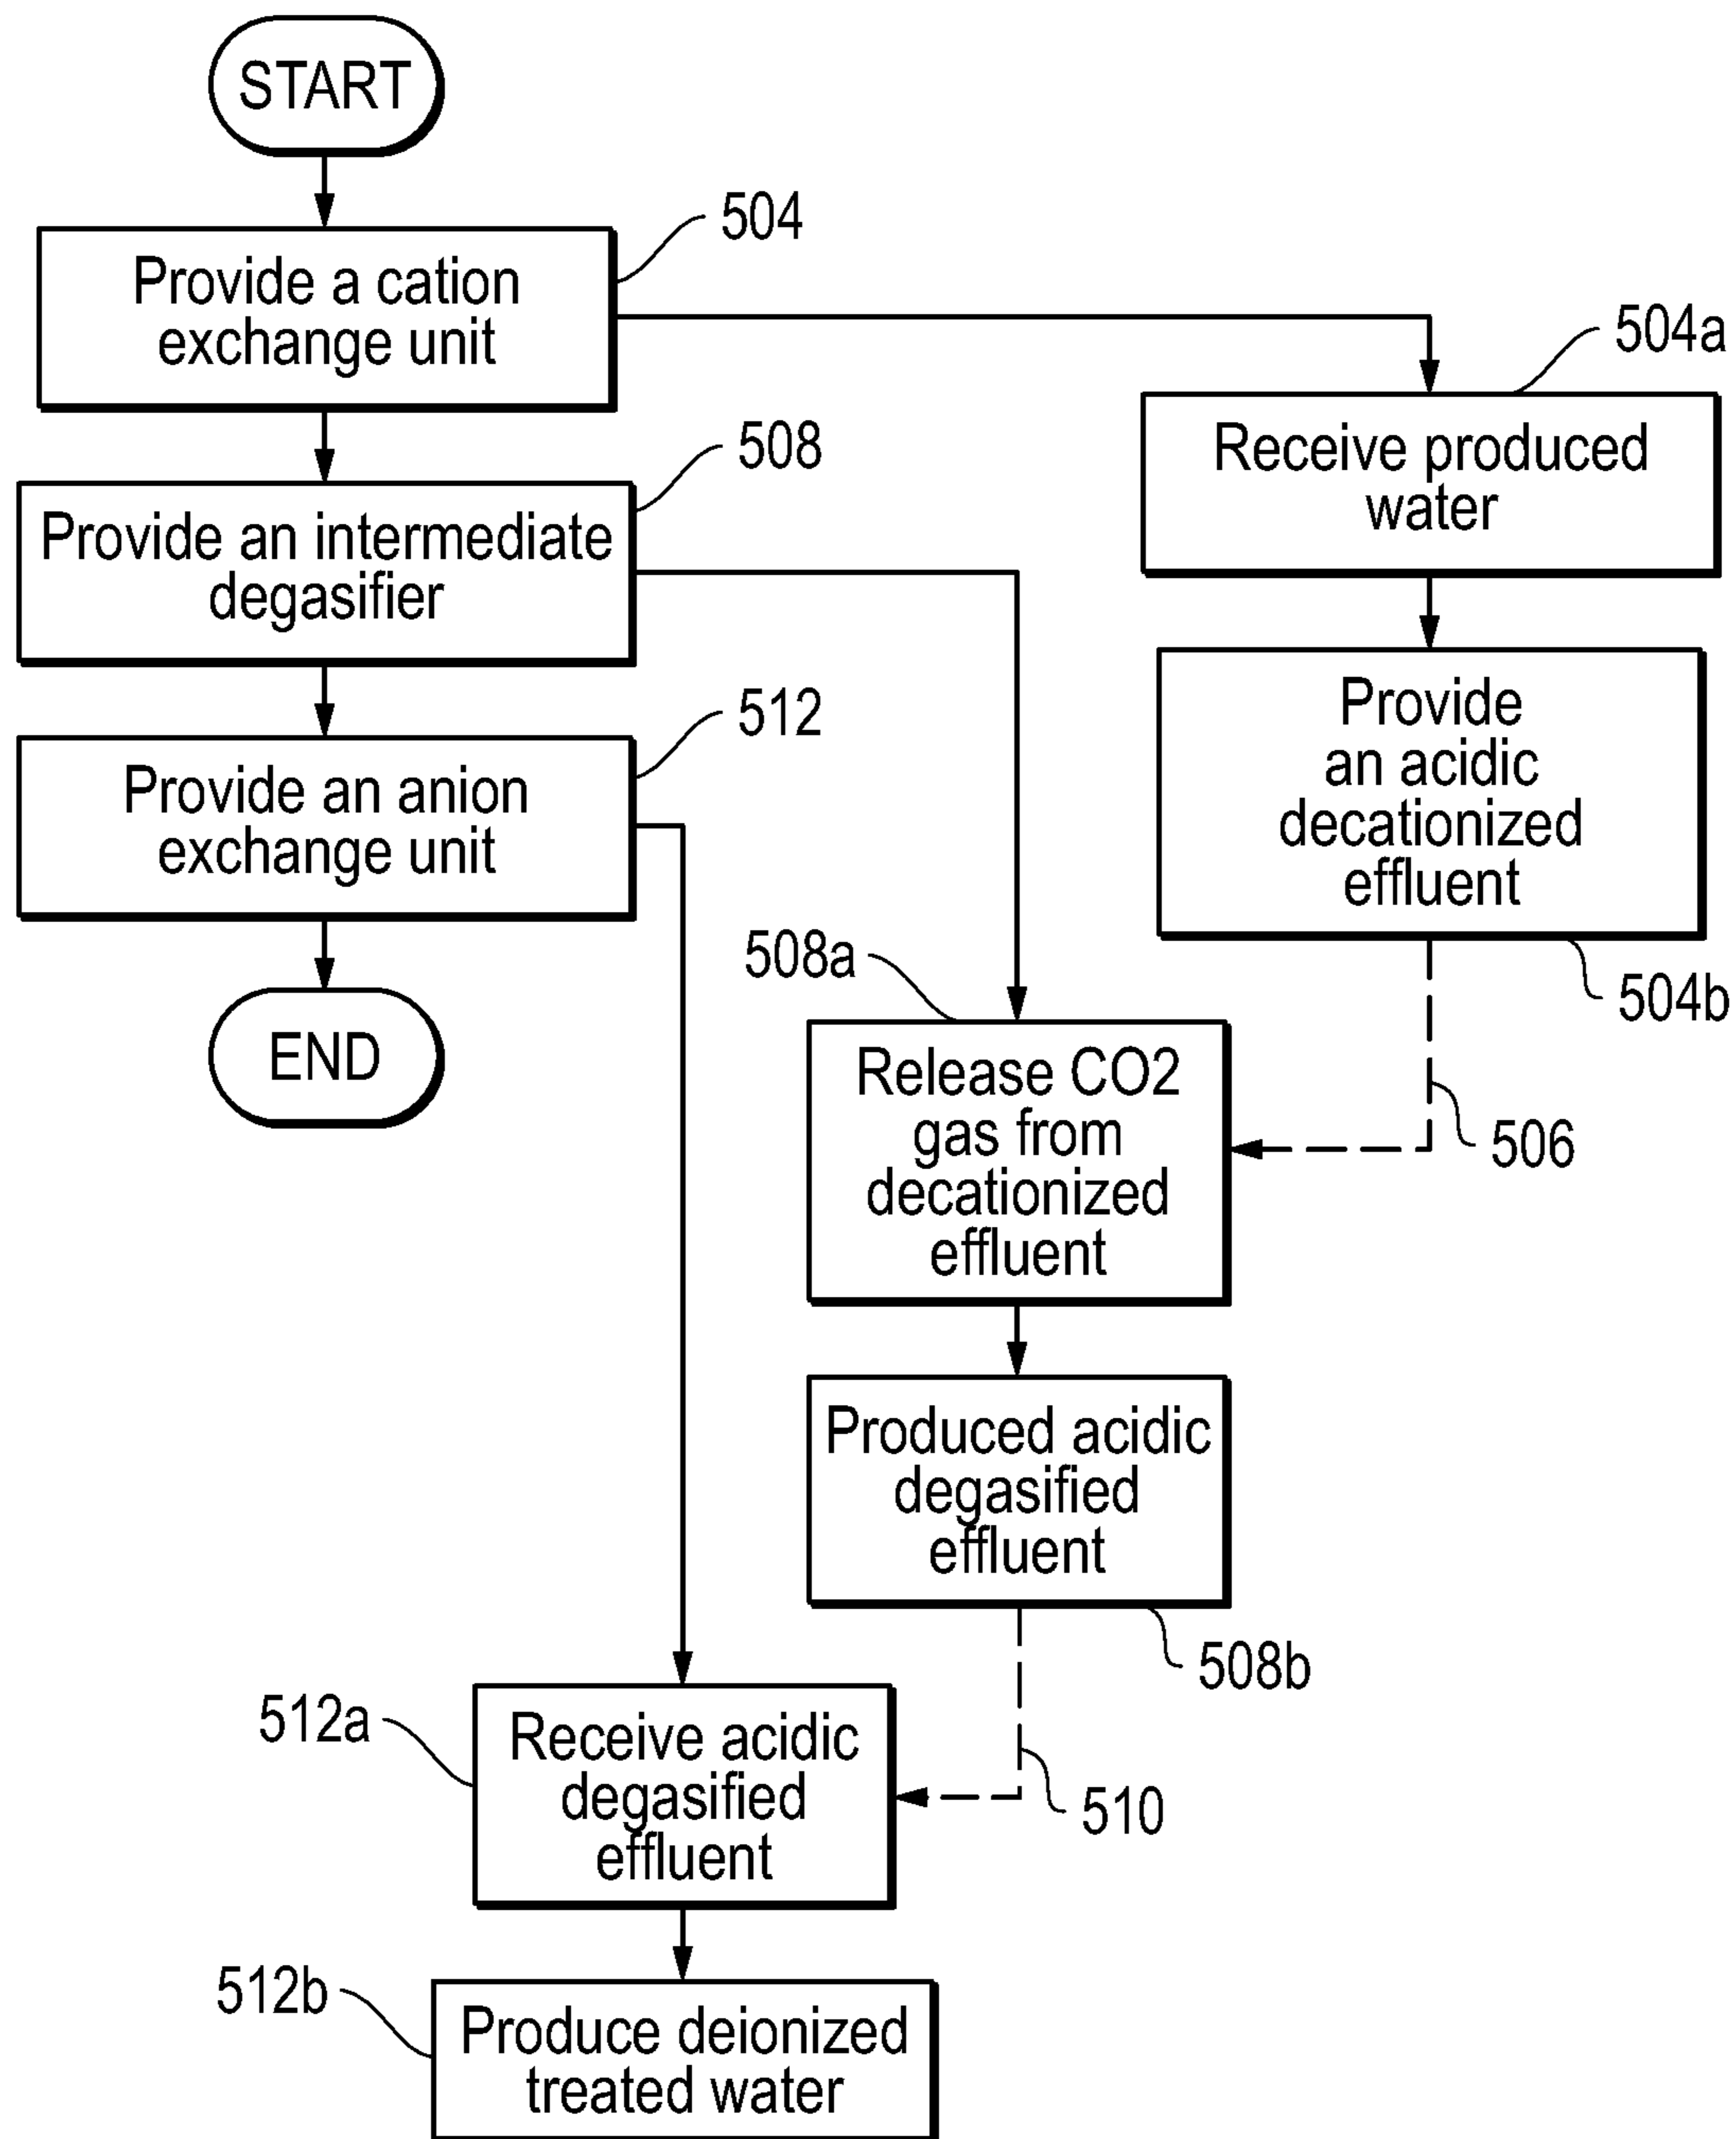 START
504
Provide a cation
exchange unit
504a
Receive produced
water
508
Provide an intermediate
degasifier
Provide
an acidic
decationized
effluent
504b
512
Provide an anion
exchange unit
END
508a
Release CO2
gas from
decationized
effluent
506
Produced acidic
degasified
effluent
508b
512a
Receive acidic
degasified
effluent
510
512b
Produce deionized
treated water